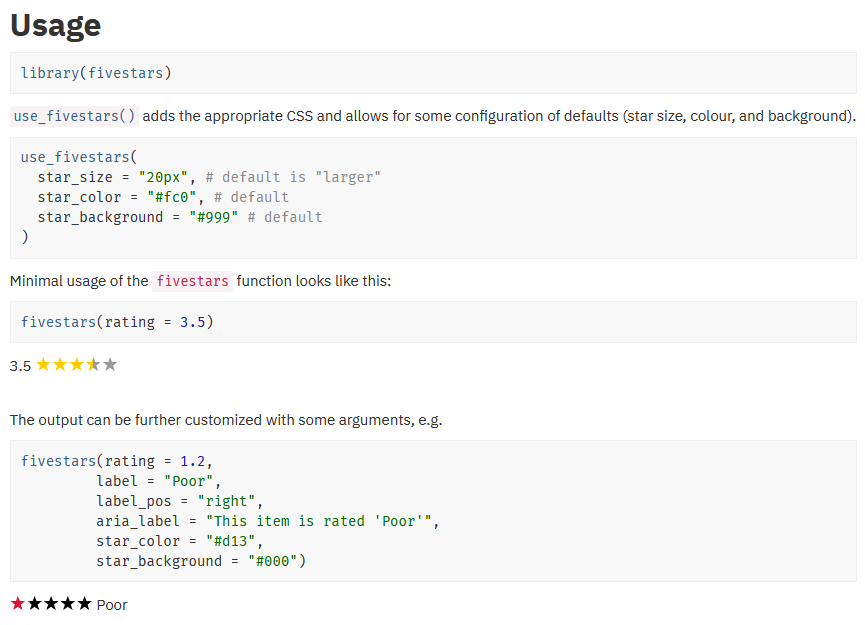 Usage
library(fivestars)
use_fivestars() adds the appropriate CSS and allows for some configuration of defaults (star size, colour, and background).
use_fivestars(
  star_size = "20px", # default is "larger"
  star_color = "#fc0", # default
  star_background = "#999" # default
)
Minimal usage of the fivestars function looks like this:
fivestars(rating = 3.5)
3.5 ★★★★★
The output can be further customized with some arguments, e.g.
fivestars(rating = 1.2,
         label = "Poor",
         label_pos = "right",
         aria_label = "This item is rated 'Poor'",
         star_color = "#d13",
         star_background = "#000")
★★★★★ Poor